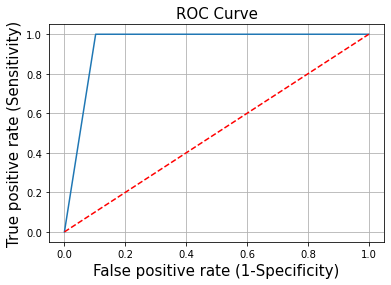 ROC Curve
True positive rate (Sensitivity)
1.0
0.8
0.6
0.4
0.2
0.0
0.0 0.2 0.4 0.6 0.8 1.0
False positive rate (1-Specificity)